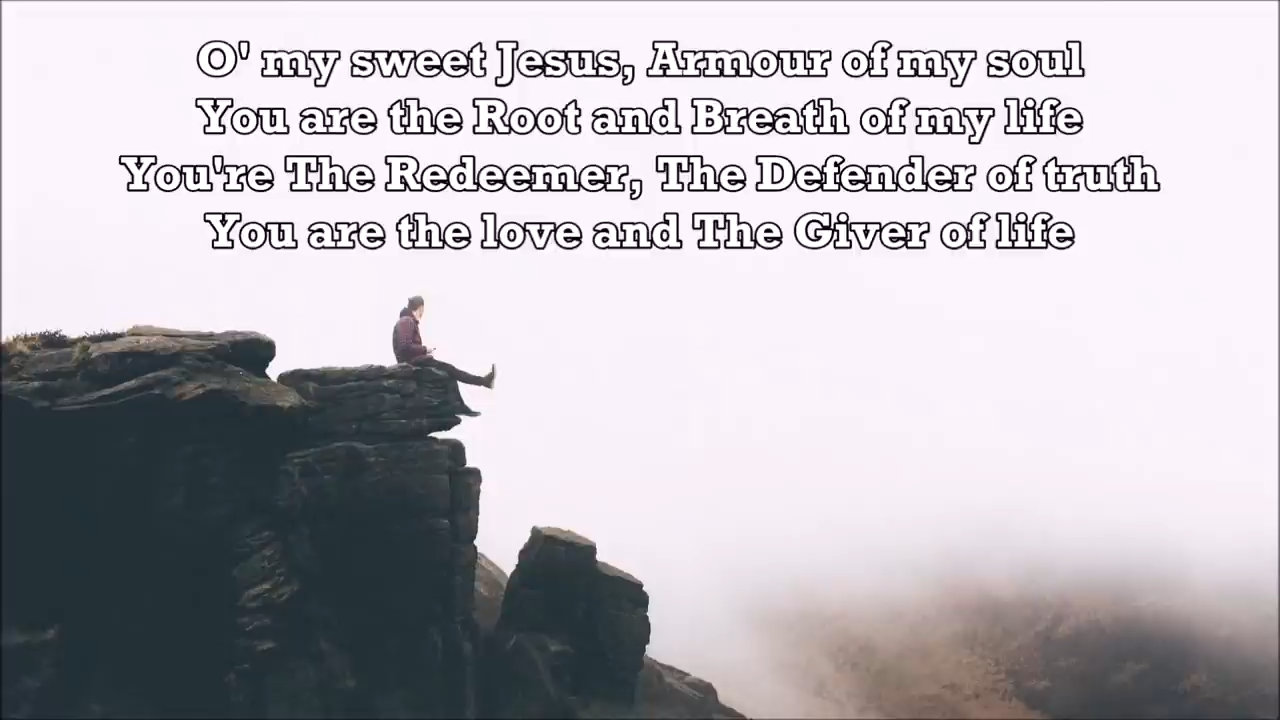 O' my sweet Jesus, Armour of my soul
You are the Root and Breath of my life
You're The Redeemer, The Defender of truth
You are the love and The Giver of life